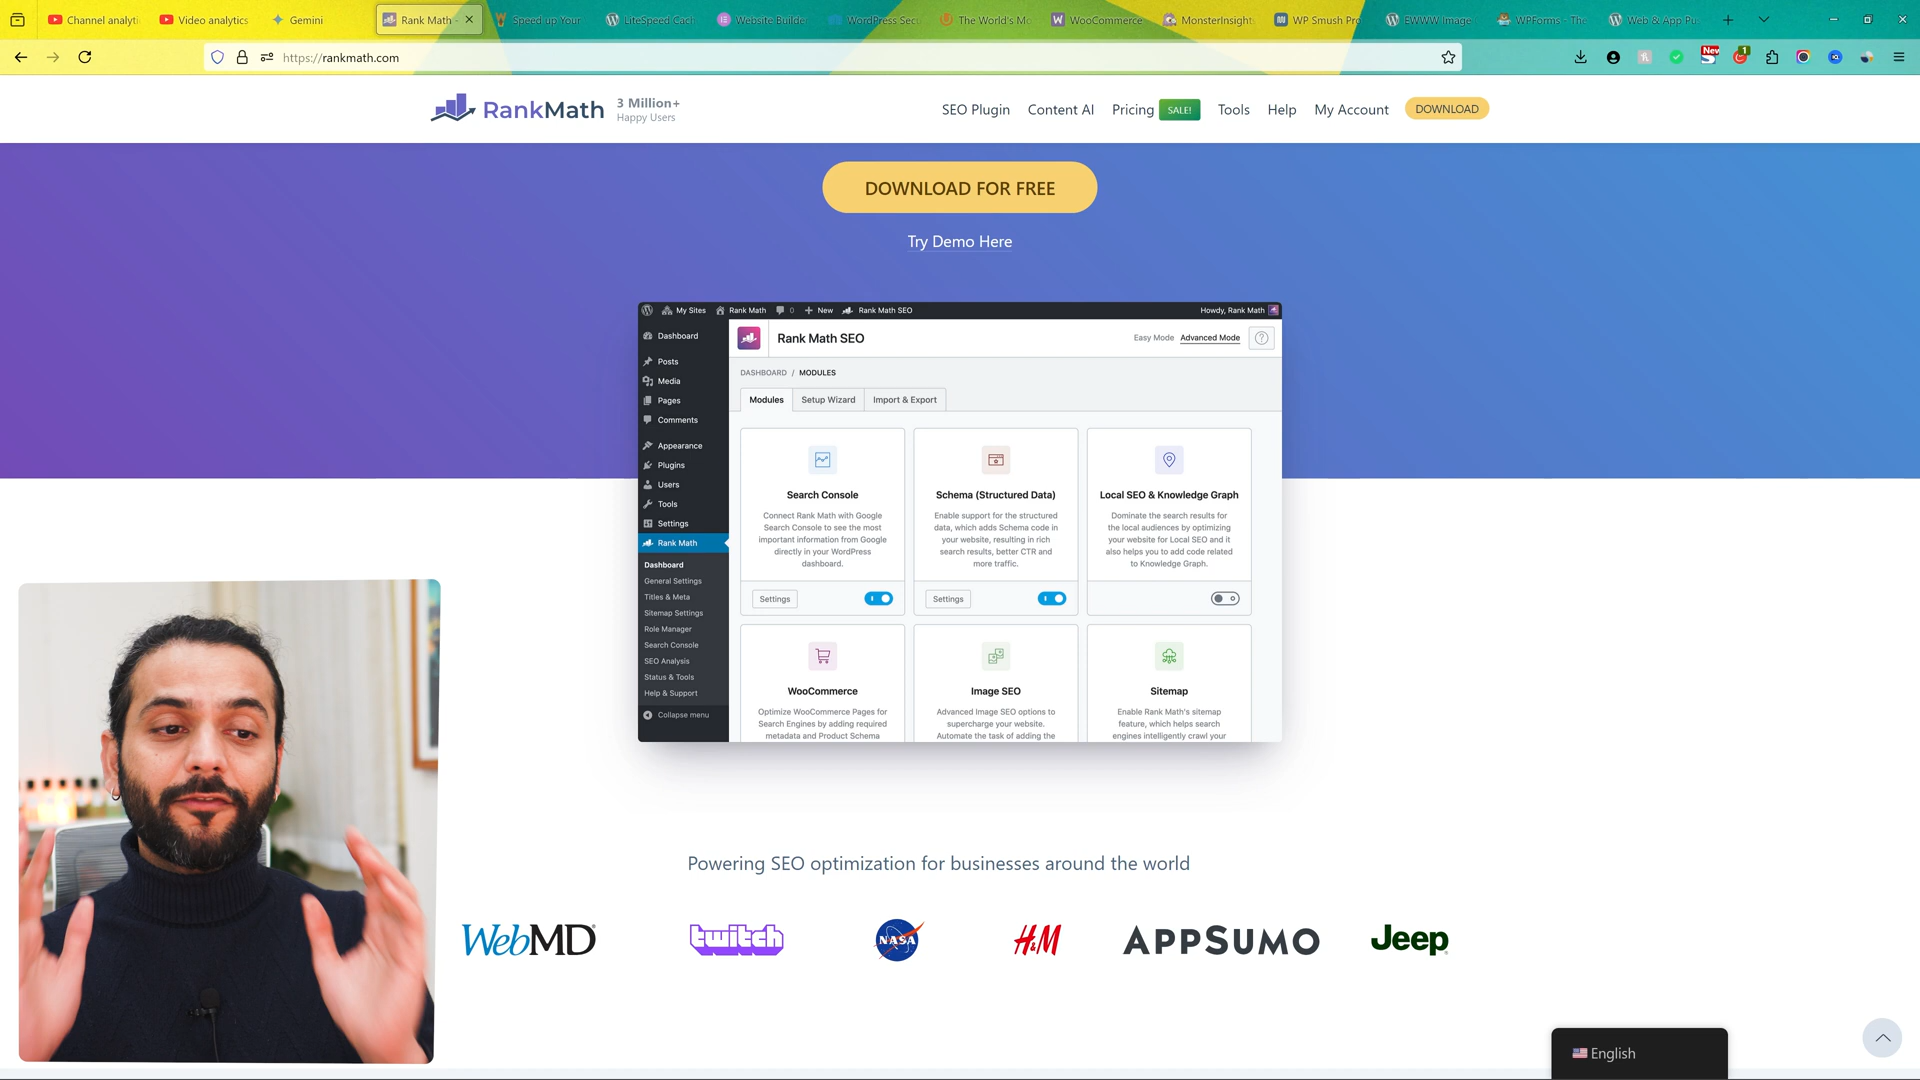 Channel analyti
Video analytics
Gemini
Rank Math -
Speed up Your
LiteSpeed Cach
Website Builde
WordPress Secu
The World's Mo
WooCommerce
MonsterInsights
WP Smush Pro
EWWW Image
WPForms - The
Web & App Pu
https://rankmath.com
New
1
RankMath
3 Million+
Happy Users
SEO Plugin
Content AI
Pricing
SALE!
Tools
Help
My Account
DOWNLOAD
DOWNLOAD FOR FREE
Try Demo Here
My Sites
Rank Math
0
New
Rank Math SEO
Howdy, Rank Math
Dashboard
Posts
Media
Pages
Comments
Appearance
Plugins
Users
Tools
Settings
Rank Math
Dashboard
General Settings
Titles & Meta
Sitemap Settings
Role Manager
Search Console
SEO Analysis
Status & Tools
Help & Support
Collapse menu
Rank Math SEO
Easy Mode
Advanced Mode
DASHBOARD / MODULES
Modules
Setup Wizard
Import & Export
Search Console
Connect Rank Math with Google
Search Console to see the most
important information from Google
directly in your WordPress
dashboard.
Settings
Schema (Structured Data)
Enable support for the structured
data, which adds Schema code in
your website, resulting in rich
search results, better CTR and
more traffic.
Settings
Local SEO & Knowledge Graph
Dominate the search results for
the local audiences by optimizing
your website for Local SEO and it
also helps you to add code related
to Knowledge Graph.
WooCommerce
Optimize WooCommerce Pages for
Search Engines by adding required
metadata and Product Schema
Image SEO
Advanced Image SEO options to
supercharge your website.
Automate the task of adding the
Sitemap
Enable Rank Math's sitemap
feature, which helps search
engines intelligently crawl your
Powering SEO optimization for businesses around the world
WebMD
twitch
NASA
H&M
APPSUMO
Jeep
English